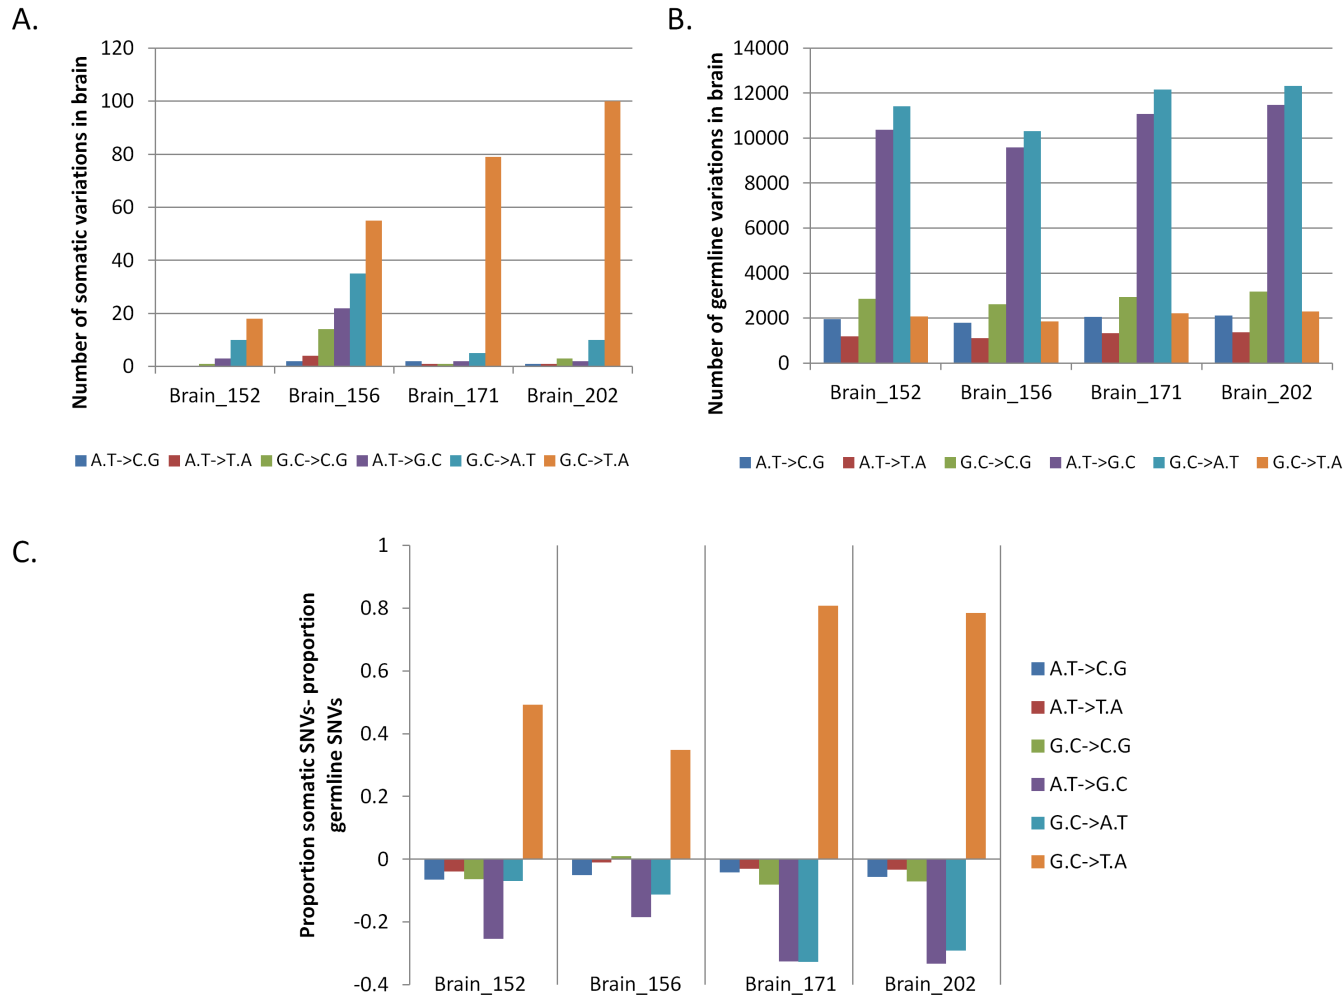 A.
Number of somatic variations in brain
120
100
80
60
40
20
0
Brain_152 Brain_156 Brain_171 Brain_202
A.T->C.G A.T->T.A G.C->C.G A.T->G.C G.C->A.T G.C->T.A
B.
Number of germline variations in brain
14000
12000
10000
8000
6000
4000
2000
0
Brain_152 Brain_156 Brain_171 Brain_202
A.T->C.G A.T->T.A G.C->C.G A.T->G.C G.C->A.T G.C->T.A
C.
Proportion somatic SNVs- proportion
germline SNVs
1
0.8
0.6
0.4
0.2
0
-0.2
-0.4
Brain_152 Brain_156 Brain_171 Brain_202
A.T->C.G
A.T->T.A
G.C->C.G
A.T->G.C
G.C->A.T
G.C->T.A